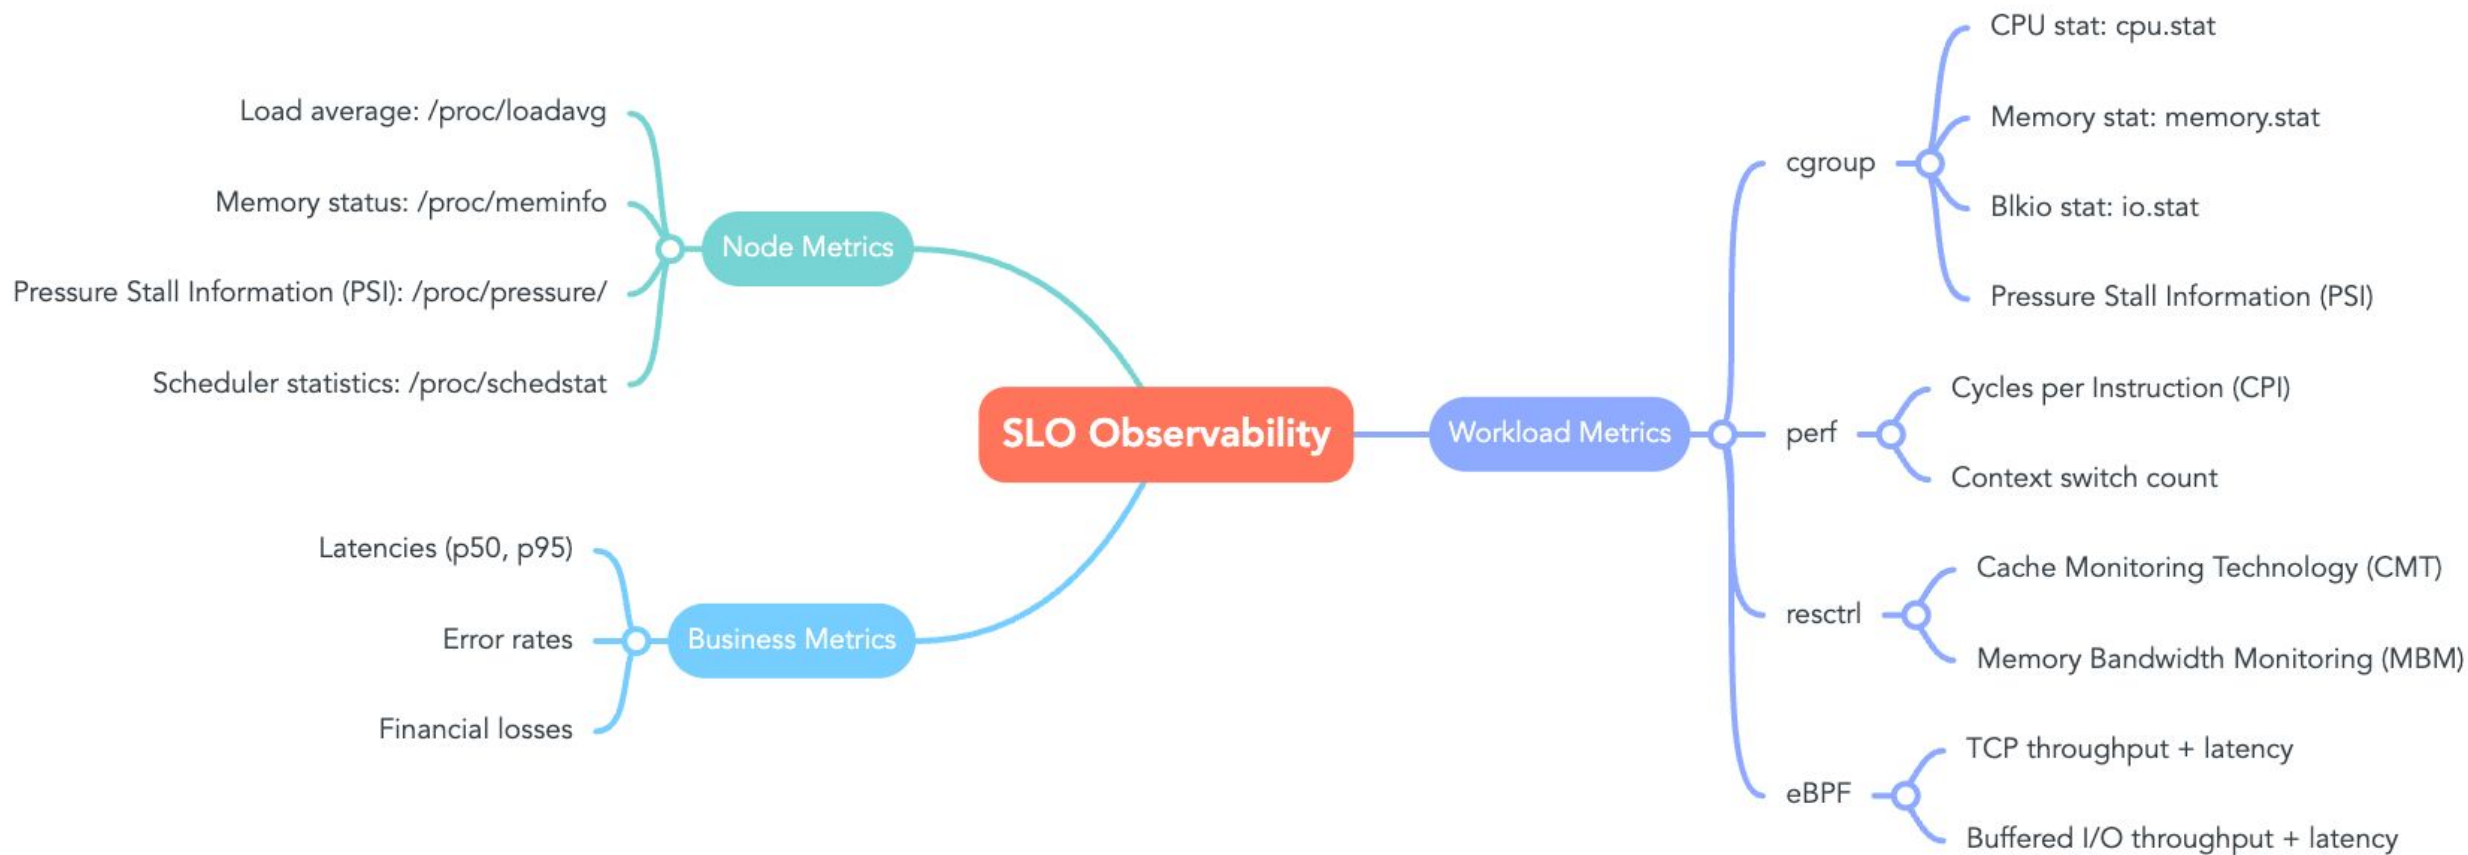 Load average: /proc/loadavg
Memory status: /proc/meminfo
Pressure Stall Information (PSI): /proc/pressure/
Scheduler statistics: /proc/schedstat
Node Metrics
Latencies (p50, p95)
Error rates
Financial losses
Business Metrics
SLO Observability
Workload Metrics
cgroup
CPU stat: cpu.stat
Memory stat: memory.stat
Blkio stat: io.stat
Pressure Stall Information (PSI)
perf
Cycles per Instruction (CPI)
Context switch count
resctrl
Cache Monitoring Technology (CMT)
Memory Bandwidth Monitoring (MBM)
eBPF
TCP throughput + latency
Buffered I/O throughput + latency